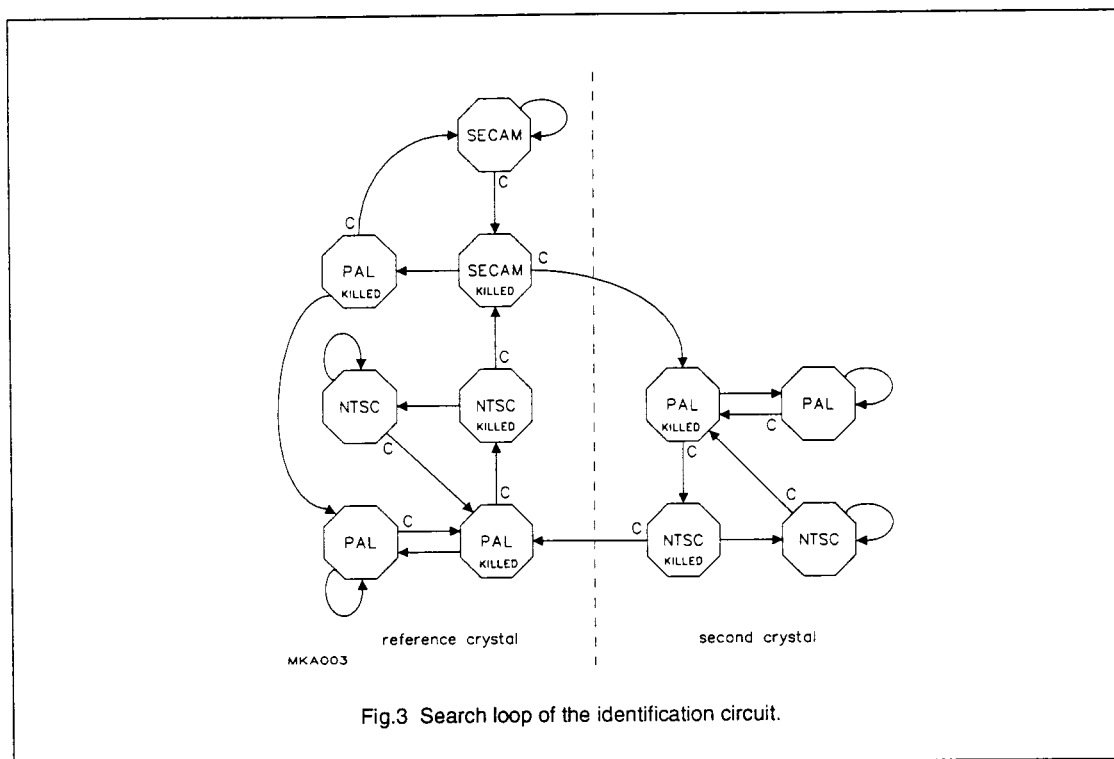 SECAM
C
C
PAL
KILLED
SECAM
KILLED
C
NTSC
C
NTSC
KILLED
C
PAL
KILLED
C
PAL
C
C
PAL
C
PAL
KILLED
C
C
NTSC
KILLED
C
NTSC
reference crystal
second crystal
MKA003
Fig.3 Search loop of the identification circuit.